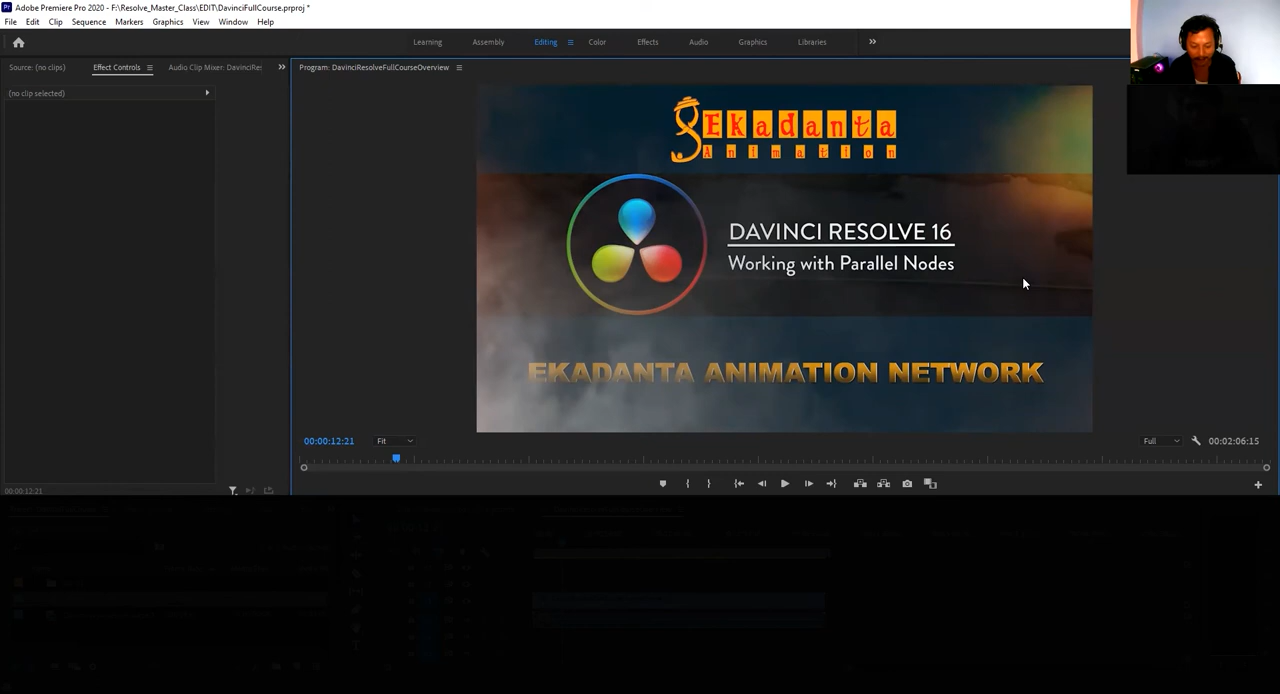 Adobe Premiere Pro 2020 - F:\Resolve_Master_Class\EDIT\DavinciFullCourse.prproj *
File Edit Clip Sequence Markers Graphics View Window Help
Learning Assembly Editing Color Effects Audio Graphics Libraries
Source: (no clips) Effect Controls Audio Clip Mixer: DavinciRe
Program: DavinciResolveFullCourseOverview
(no clip selected)
Ekadanta
Animation
DAVINCI RESOLVE 16
Working with Parallel Nodes
EKADANTA ANIMATION NETWORK
00:00:12:21 Fit Full 00:02:06:15
00:00:12:21